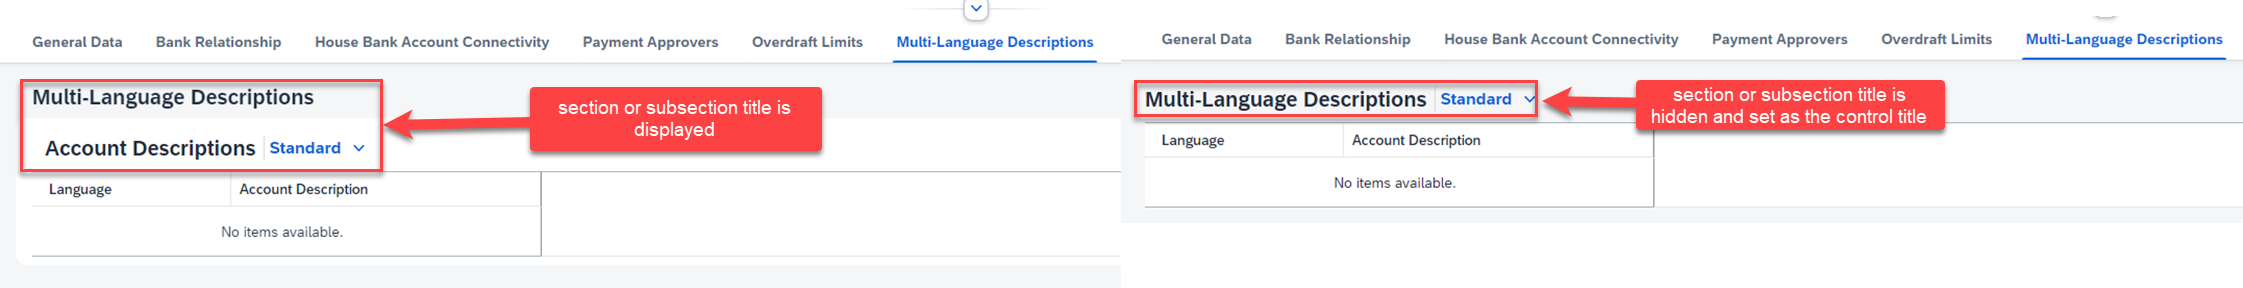 General Data Bank Relationship House Bank Account Connectivity Payment Approvers Overdraft Limits Multi-Language Descriptions
Multi-Language Descriptions
section or subsection title is
displayed
Account Descriptions Standard
Language Account Description
No items available.
General Data Bank Relationship House Bank Account Connectivity Payment Approvers Overdraft Limits Multi-Language Descriptions
Multi-Language Descriptions Standard
section or subsection title is
hidden and set as the control title
Language Account Description
No items available.